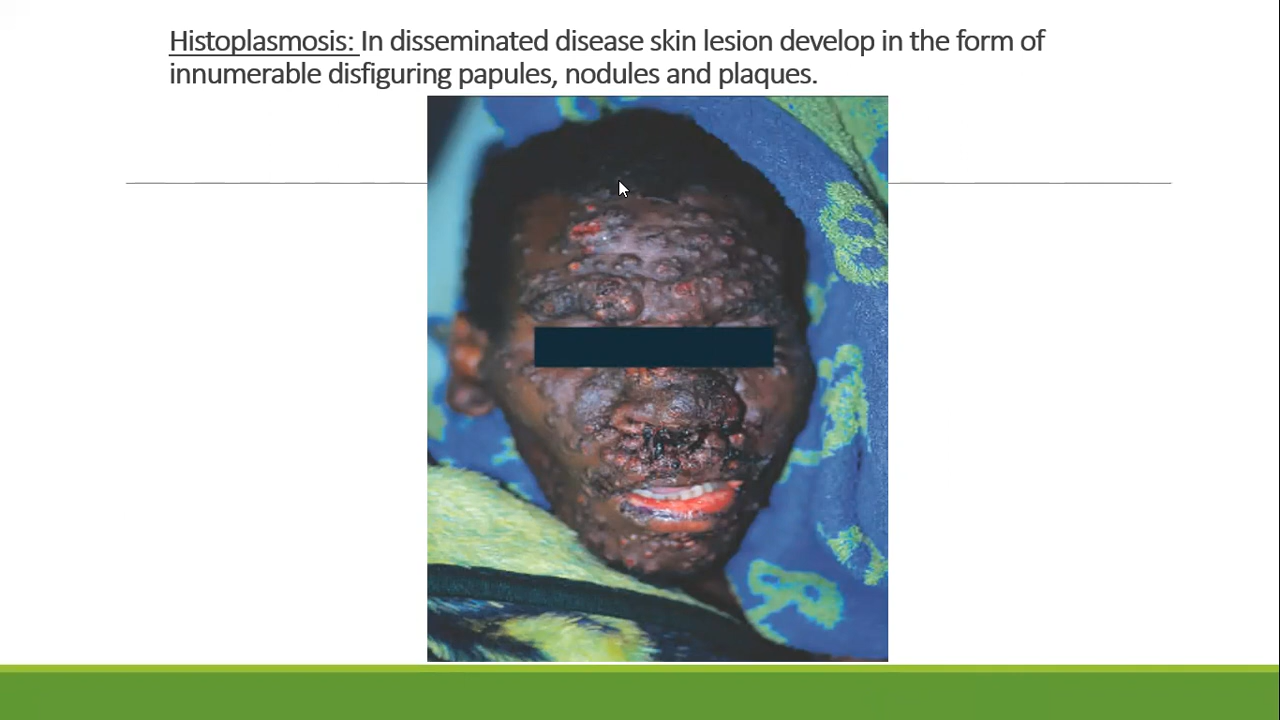 Histoplasmosis: In disseminated disease skin lesion develop in the form of
innumerable disfiguring papules, nodules and plaques.